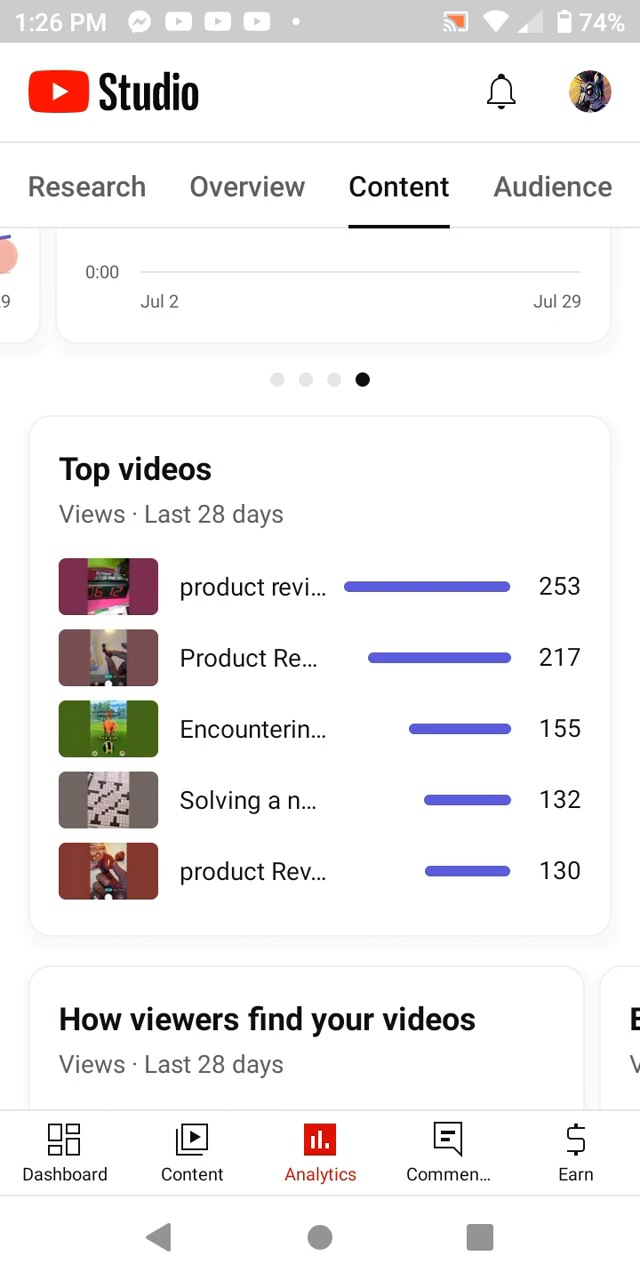 1:26 PM 74%
Studio
Research Overview Content Audience
0:00
9 Jul 2 Jul 29
Top videos
Views · Last 28 days
product revi... 253
Product Re... 217
Encounterin... 155
Solving a n... 132
product Rev... 130
How viewers find your videos
Views · Last 28 days
Dashboard Content Analytics Commen... Earn